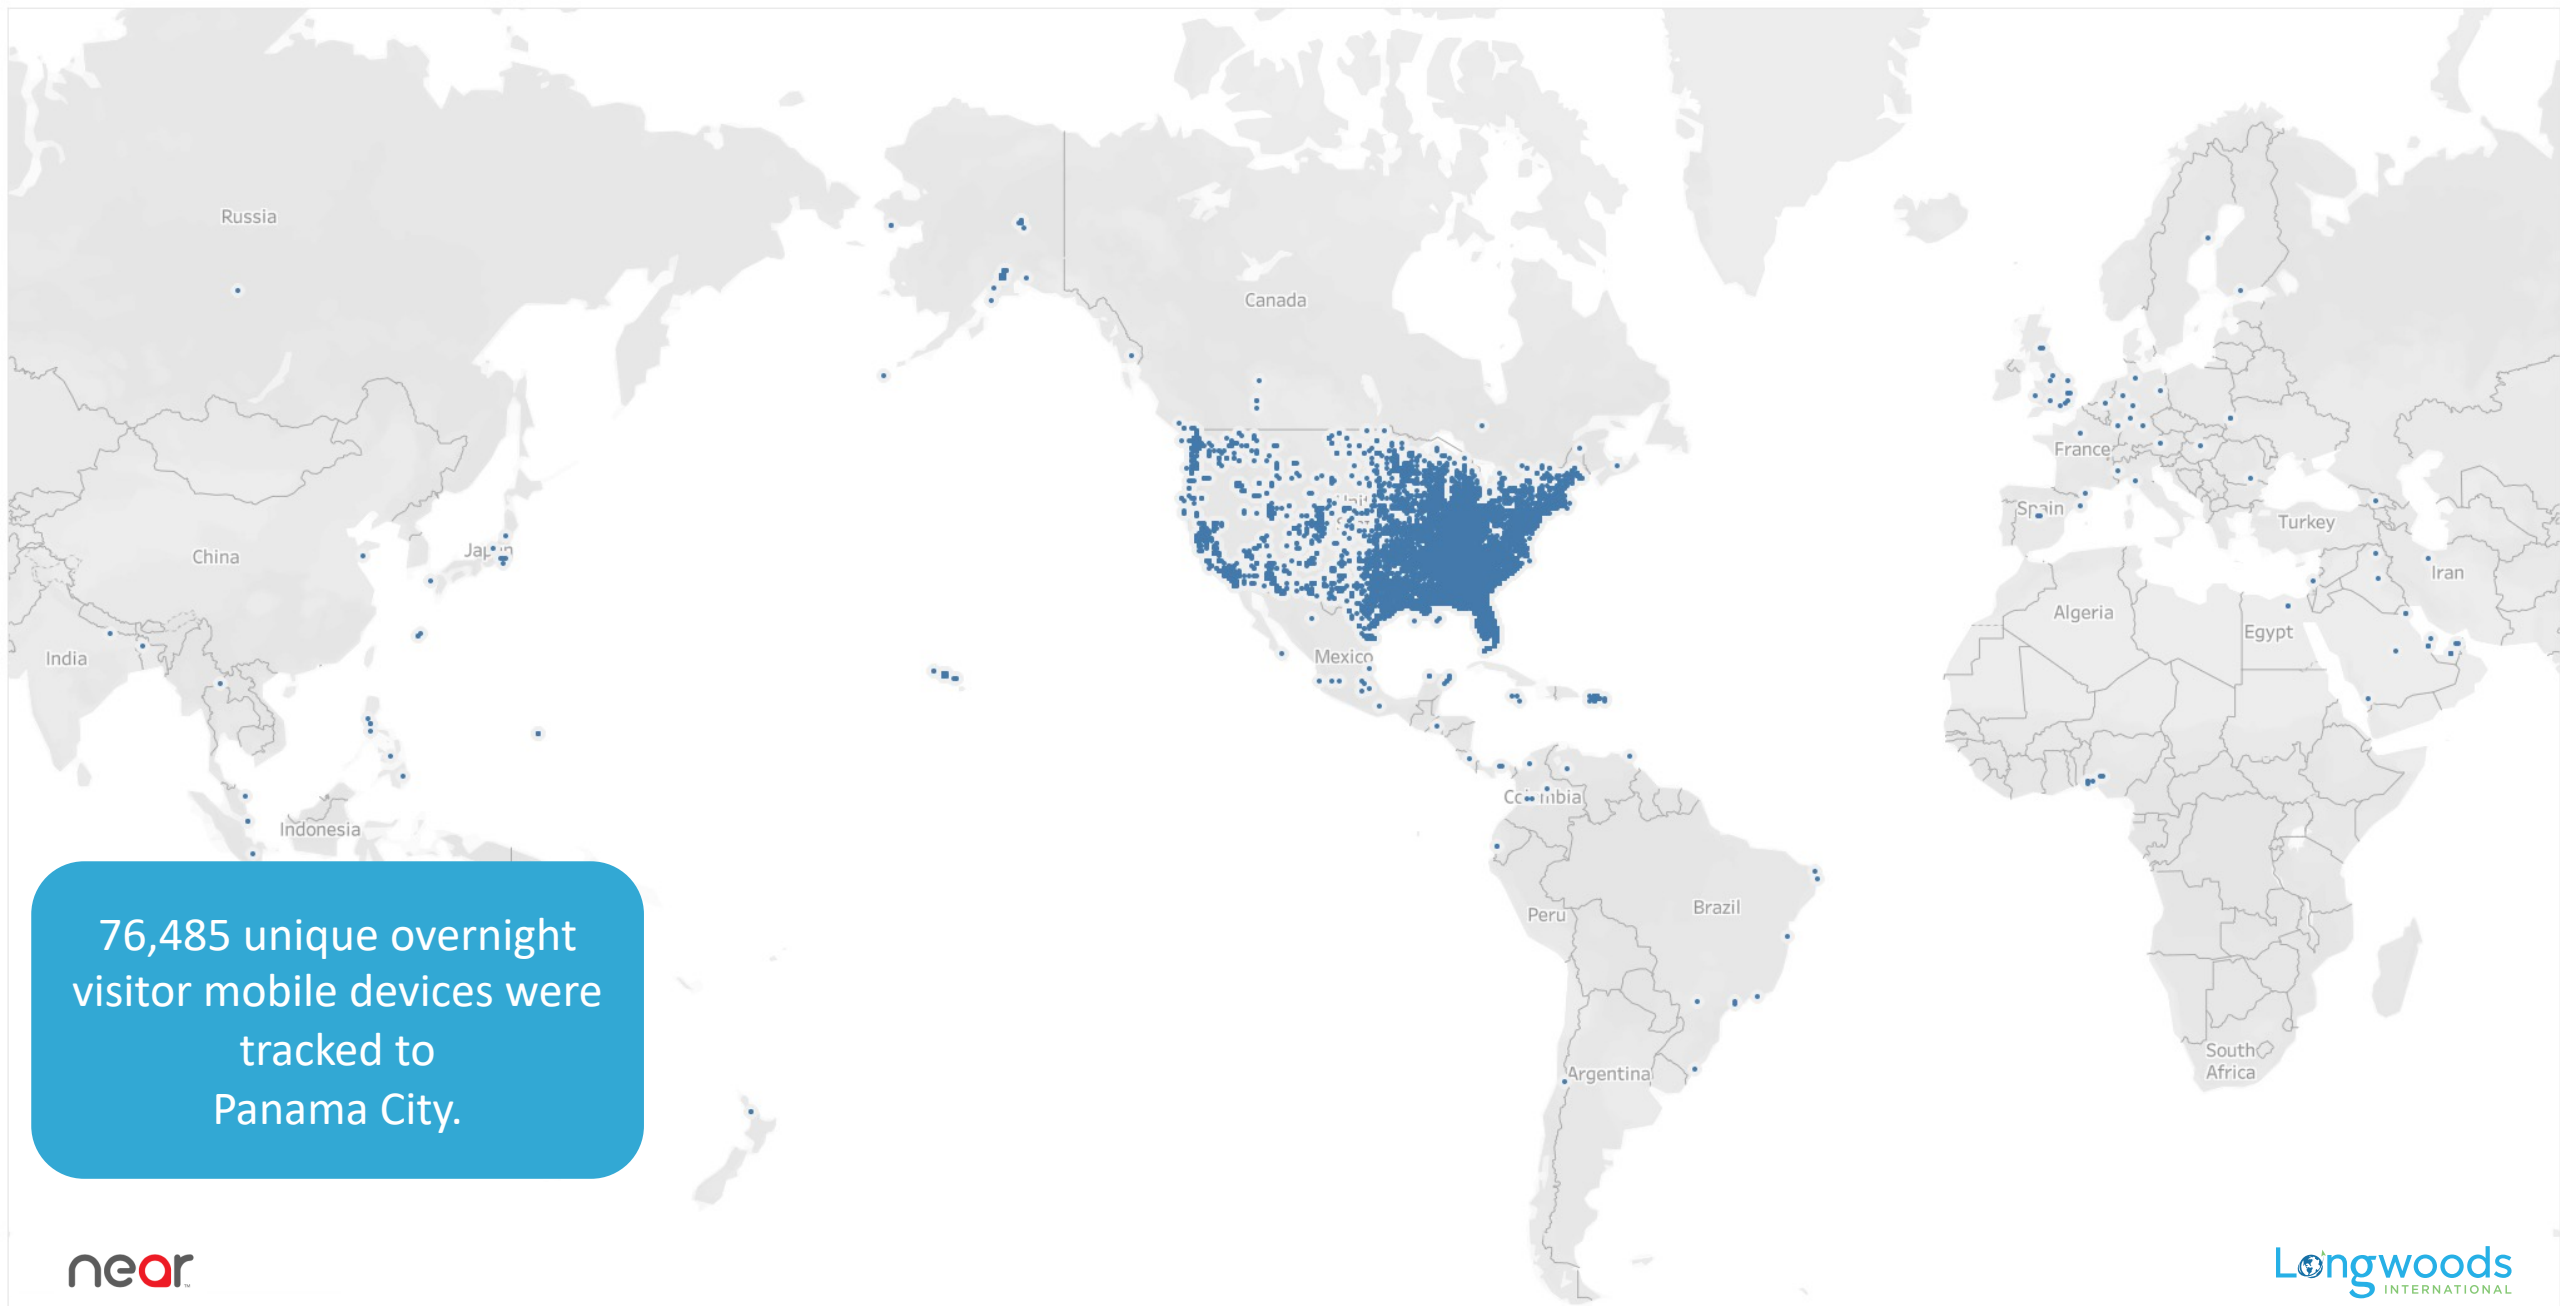 Russia
Canada
France
Spain
Turkey
Japan
China
Iran
Algeria
Egypt
India
Mexico
Indonesia
Peru
Brazil
Argentina
South
Africa
76,485 unique overnight
visitor mobile devices were
tracked to
Panama City.
near
Longwoods
INTERNATIONAL